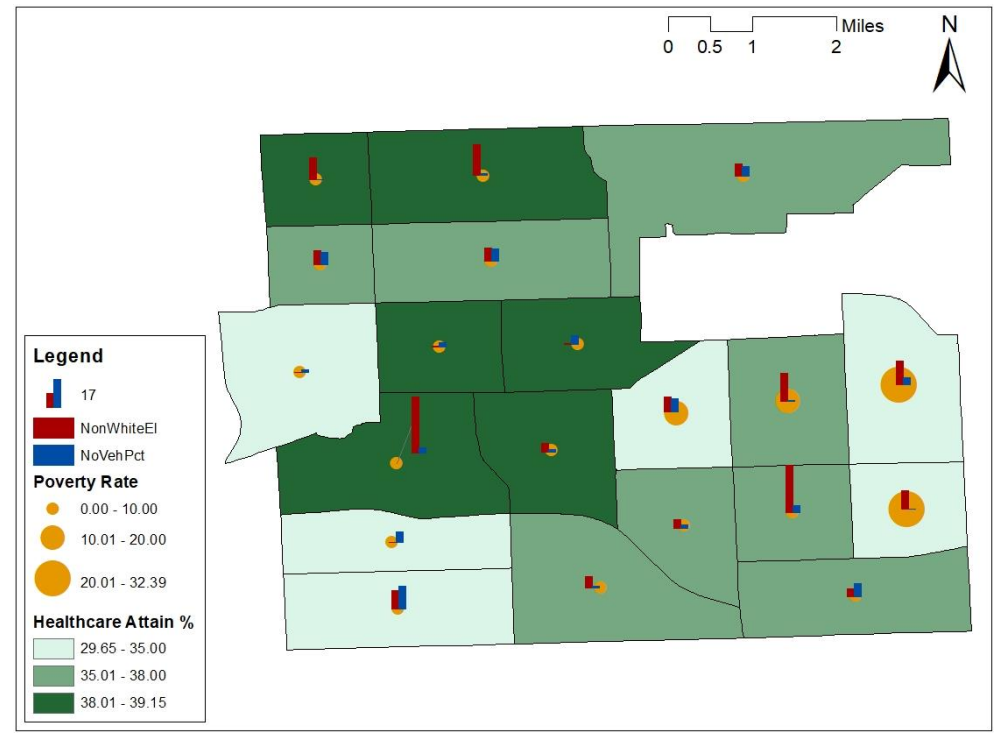 Miles
0 0.5 1 2
N
Legend
17
NonWhiteEl
NoVehPct
Poverty Rate
0.00 - 10.00
10.01 - 20.00
20.01 - 32.39
Healthcare Attain %
29.65 - 35.00
35.01 - 38.00
38.01 - 39.15